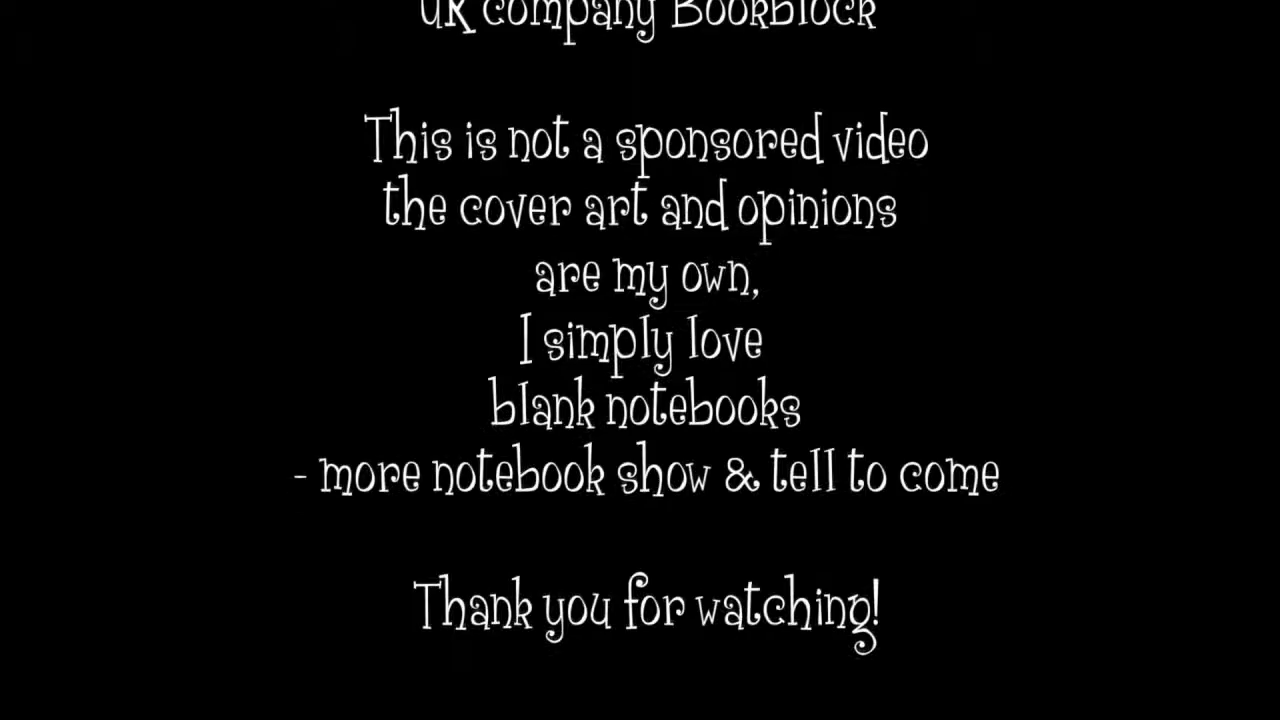 UK company Bookblock
This is not a sponsored video
the cover art and opinions
are my own,
I simply love
blank notebooks
- more notebook show & tell to come
Thank you for watching!